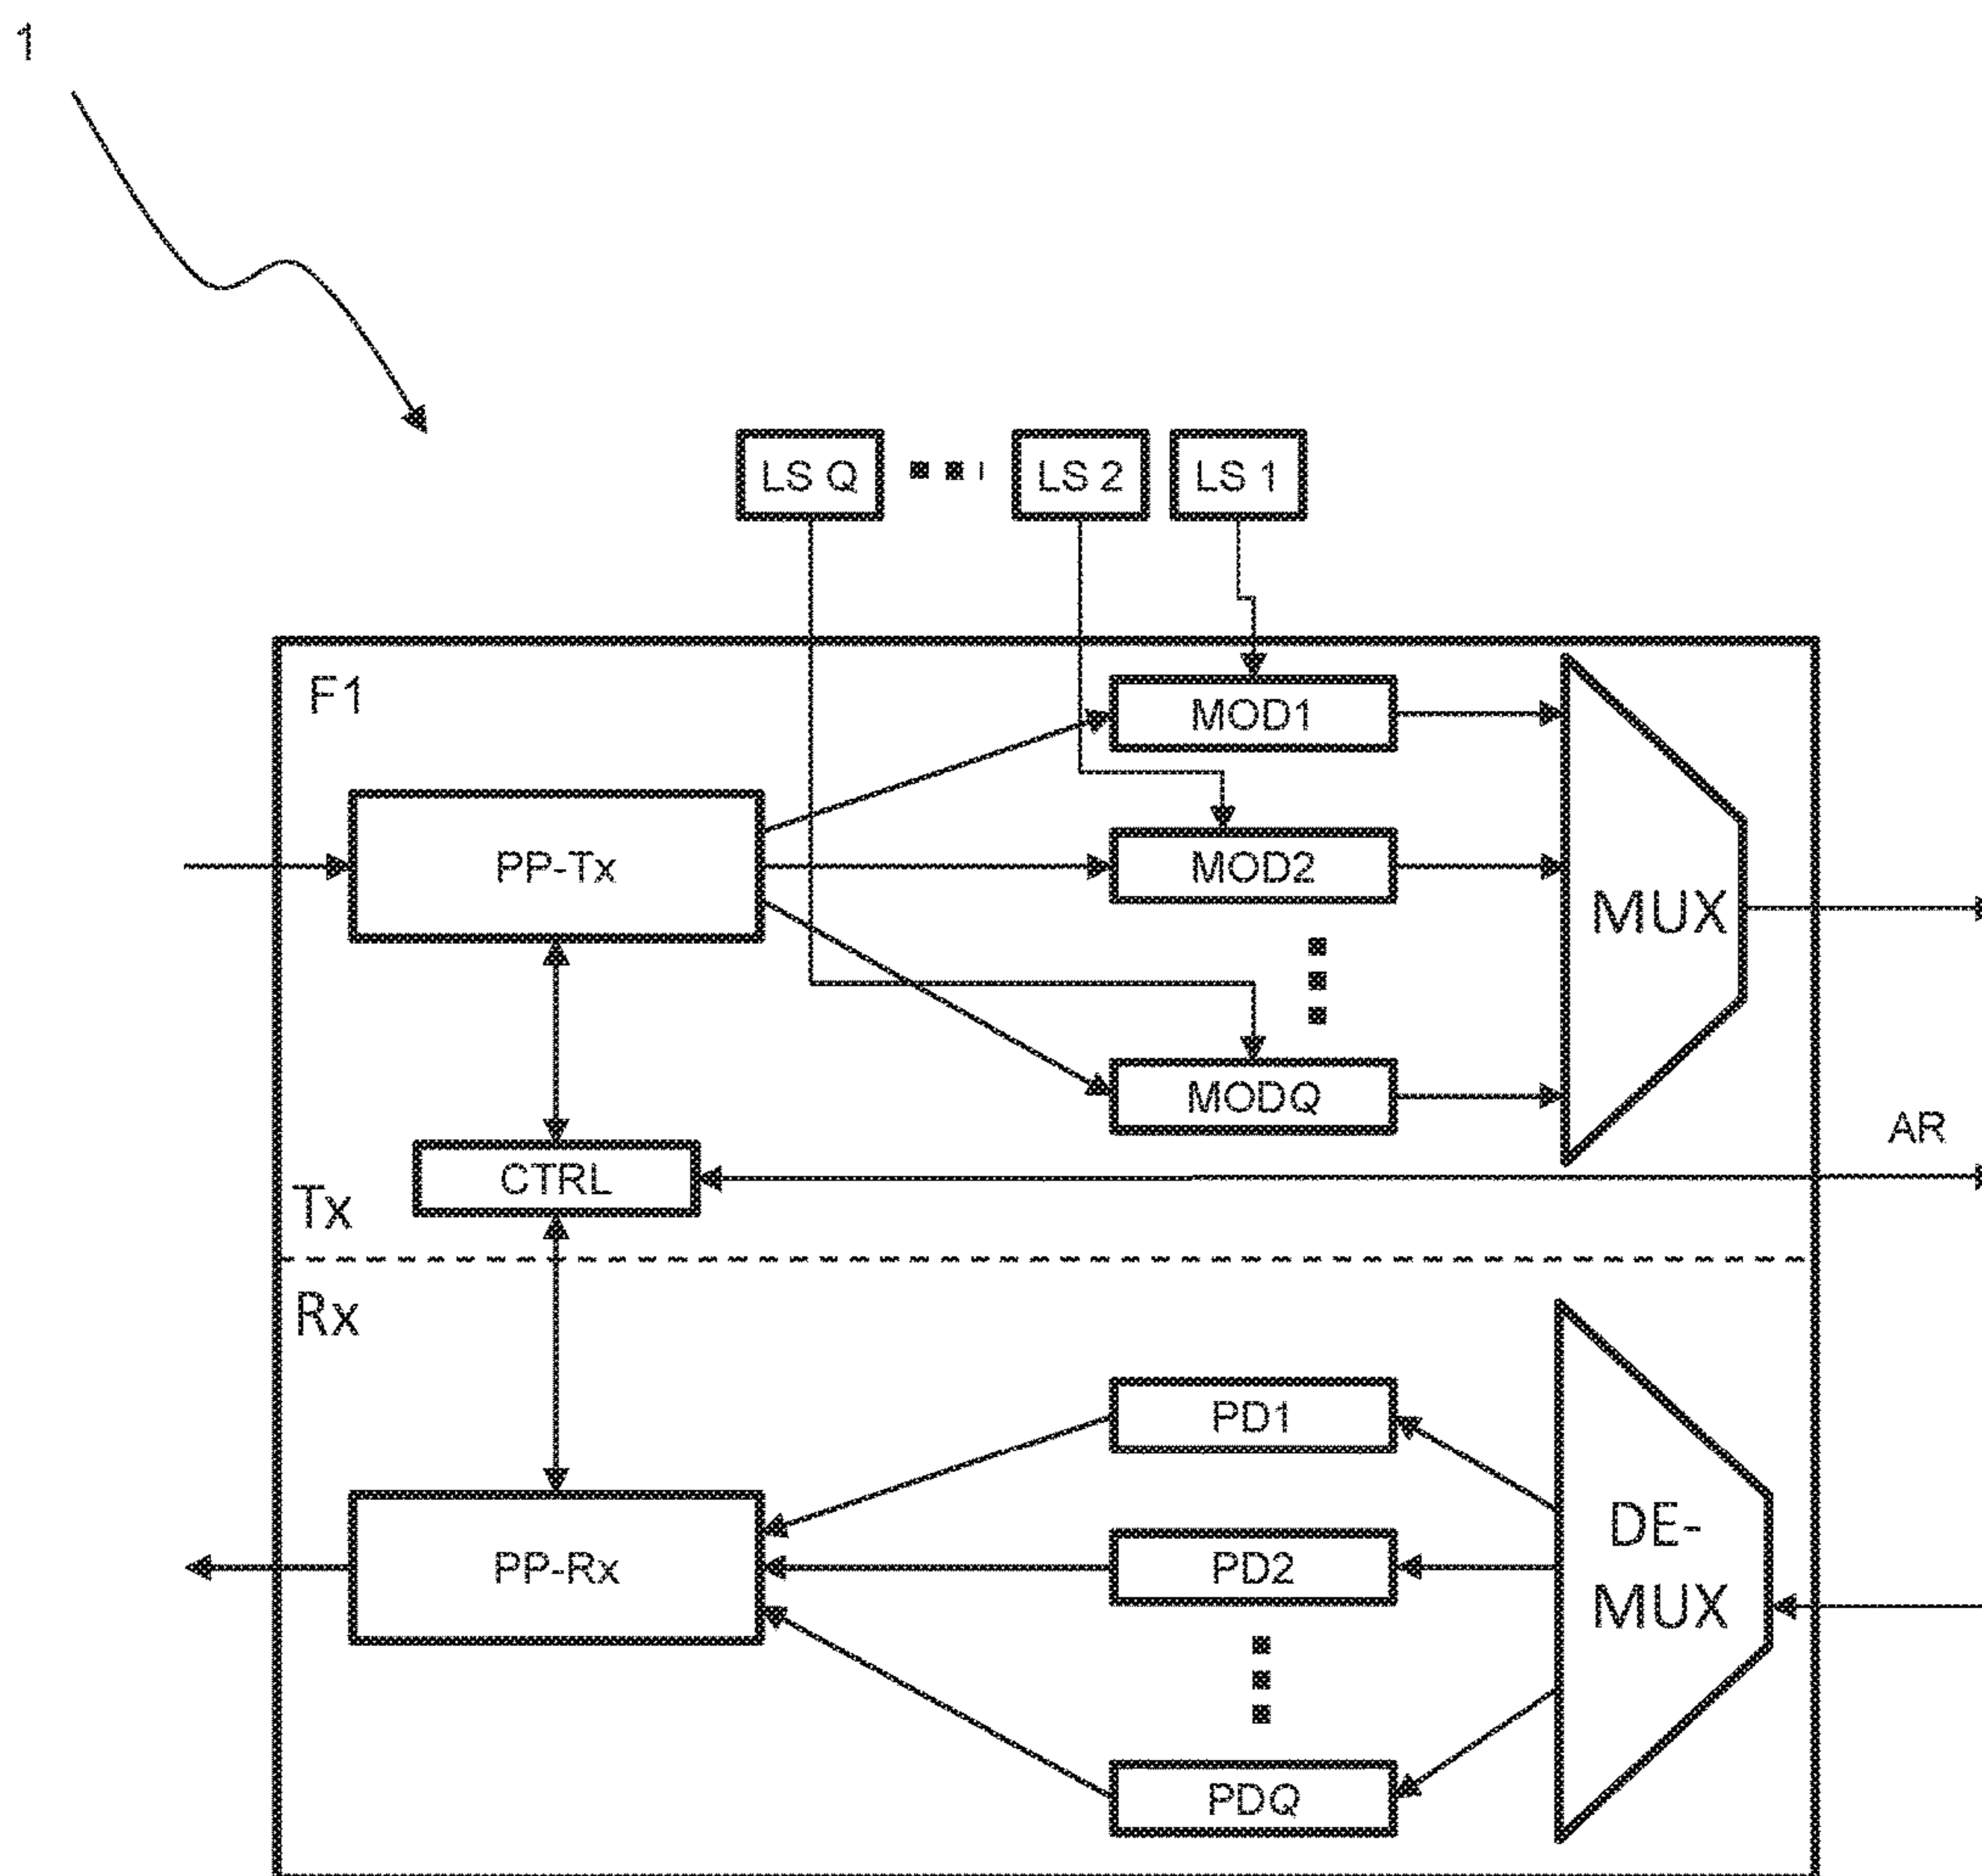 1
LS Q
LS 2
LS 1
F1
MOD1
PP-Tx
MOD2
MUX
MODQ
AR
CTRL
Tx
Rx
PD1
DE-
MUX
PP-Rx
PD2
PDQ